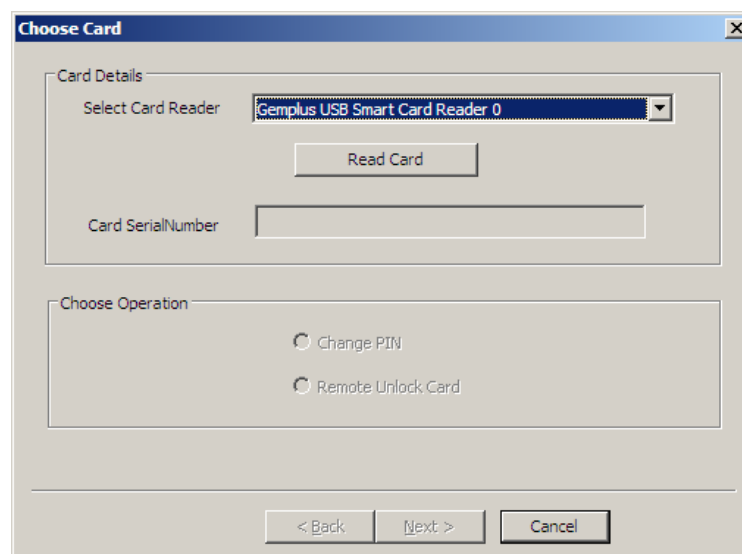 Choose Card
Card Details
Select Card Reader
Gemplus USB Smart Card Reader 0
Read Card
Card SerialNumber
Choose Operation
Change PIN
Remote Unlock Card
< Back
Next >
Cancel